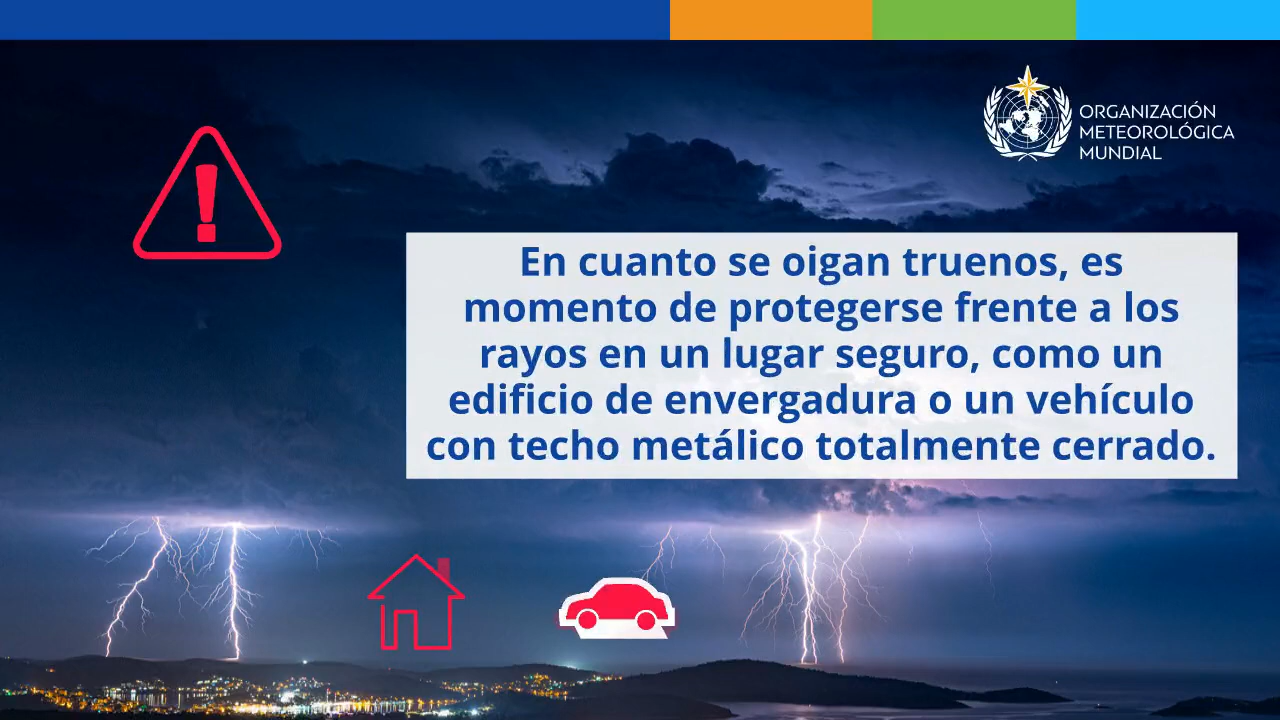 ORGANIZACIÓN
METEOROLÓGICA
MUNDIAL
En cuanto se oigan truenos, es
momento de protegerse frente a los
rayos en un lugar seguro, como un
edificio de envergadura o un vehículo
con techo metálico totalmente cerrado.